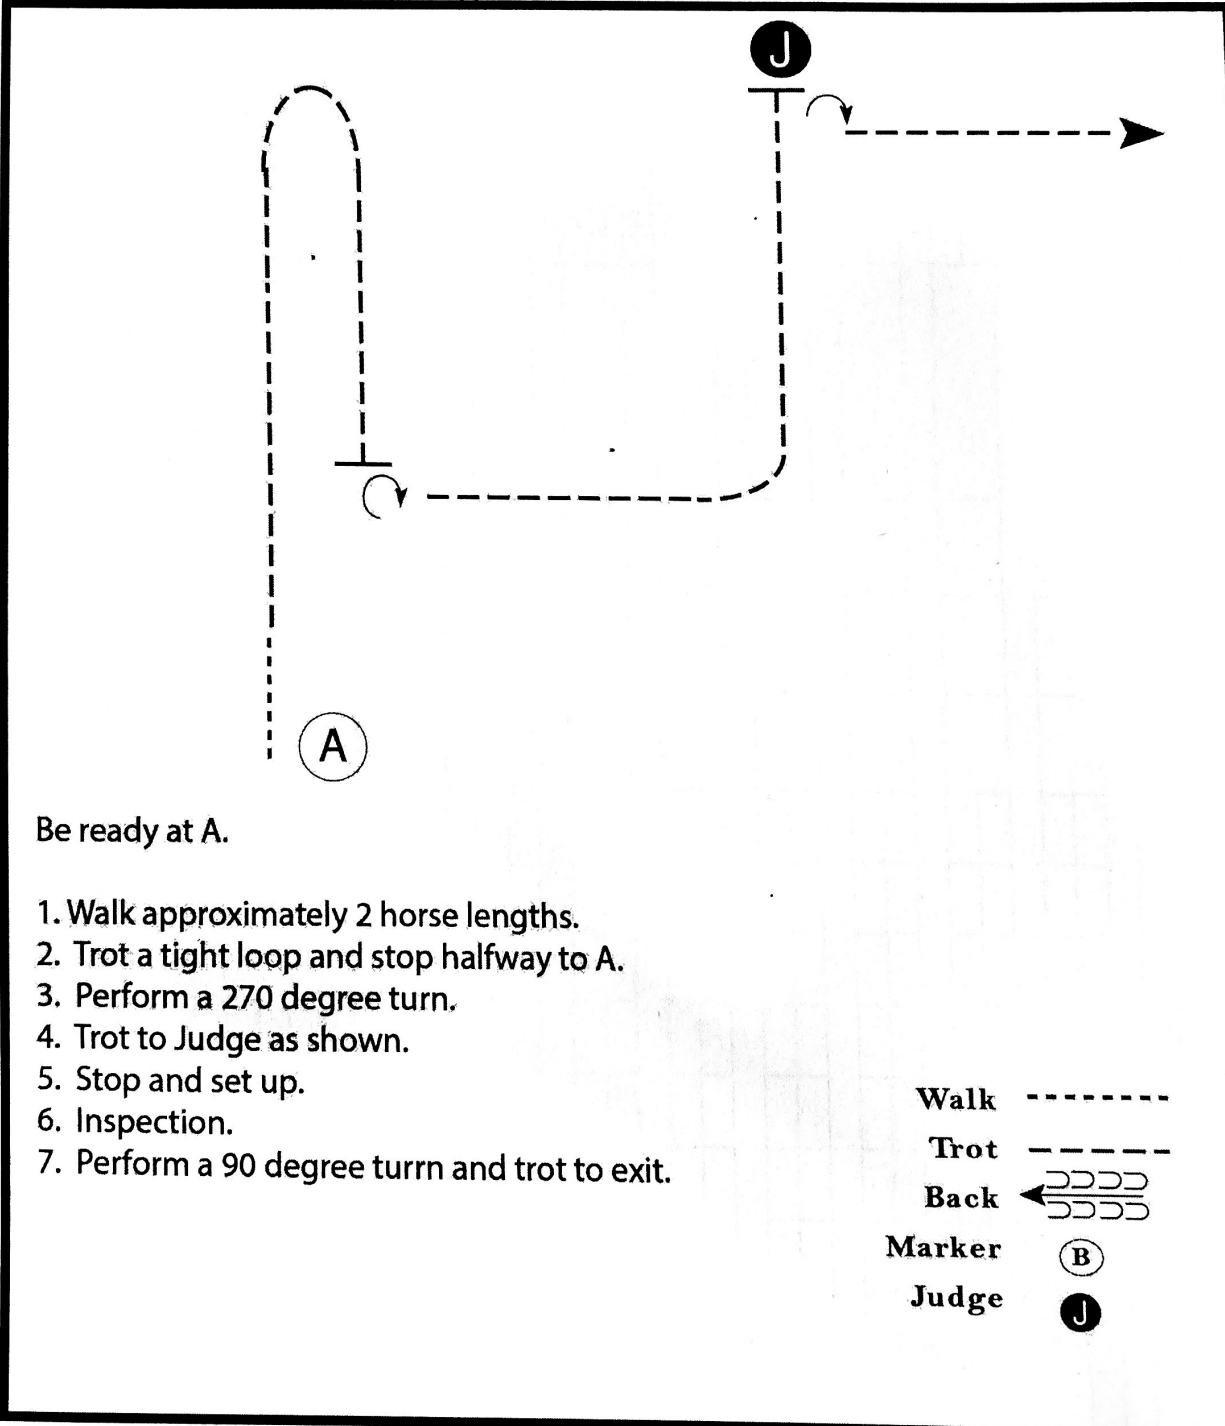 J
A
Be ready at A.
1. Walk approximately 2 horse lengths.
2. Trot a tight loop and stop halfway to A.
3. Perform a 270 degree turn.
4. Trot to Judge as shown.
5. Stop and set up.
6. Inspection.
7. Perform a 90 degree turrn and trot to exit.
Walk
Trot
Back
Marker B
Judge J